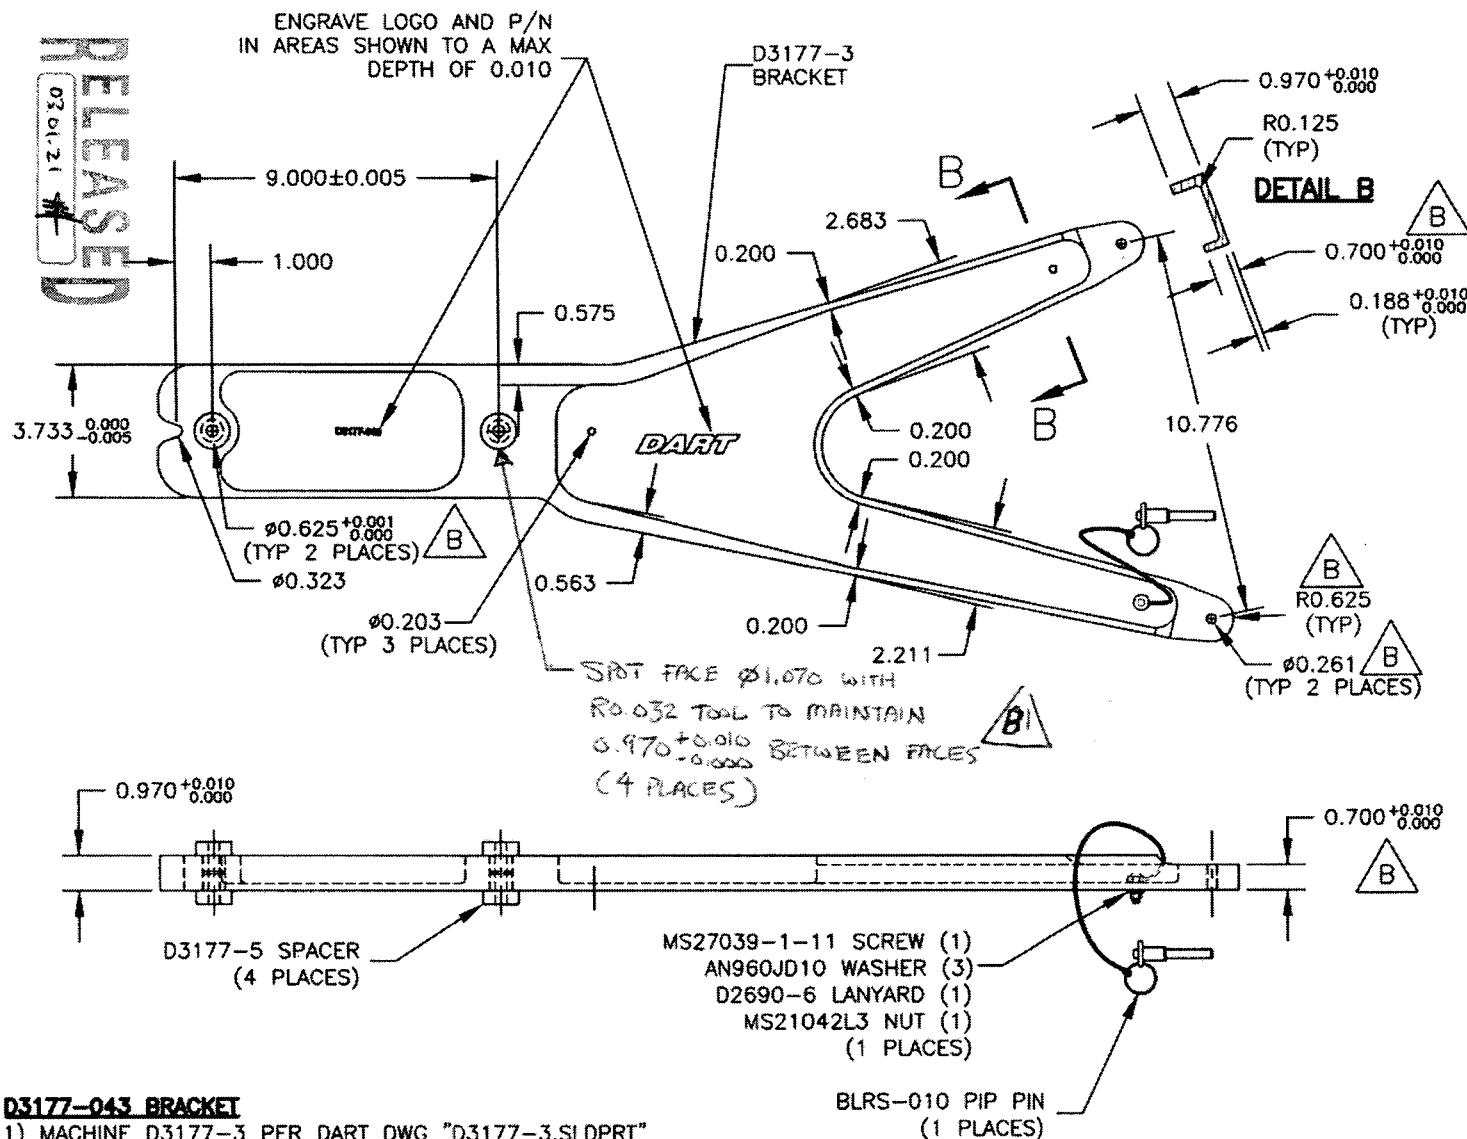 RELEASED
03.01.21
ENGRAVE LOGO AND P/N
IN AREAS SHOWN TO A MAX
DEPTH OF 0.010
D3177-3
BRACKET
0.970 +0.010 0.000
R0.125
(TYP)
DETAIL B
B
0.700 +0.010 0.000
0.188 +0.010 0.000
(TYP)
9.000±0.005
1.000
B
2.683
0.200
0.575
3.733 0.000 -0.005
DART
0.200
B
0.200
10.776
ø0.625 +0.001 0.000
(TYP 2 PLACES)
B
ø0.323
0.563
ø0.203
(TYP 3 PLACES)
0.200
2.211
B
R0.625
(TYP)
ø0.261
(TYP 2 PLACES)
B
SPOT FACE Ø1.070 WITH
R0.032 TOOL TO MAINTAIN
0.970 +0.010 -0.000 BETWEEN FACES
(4 PLACES)
B1
0.970 +0.010 0.000
0.700 +0.010 0.000
B
D3177-5 SPACER
(4 PLACES)
MS27039-1-11 SCREW (1)
AN960JD10 WASHER (3)
D2690-6 LANYARD (1)
MS21042L3 NUT (1)
(1 PLACES)
BLRS-010 PIP PIN
(1 PLACES)
D3177-043 BRACKET
1) MACHINE D3177-3 PER DART DWG "D3177-3.SLDPRT"